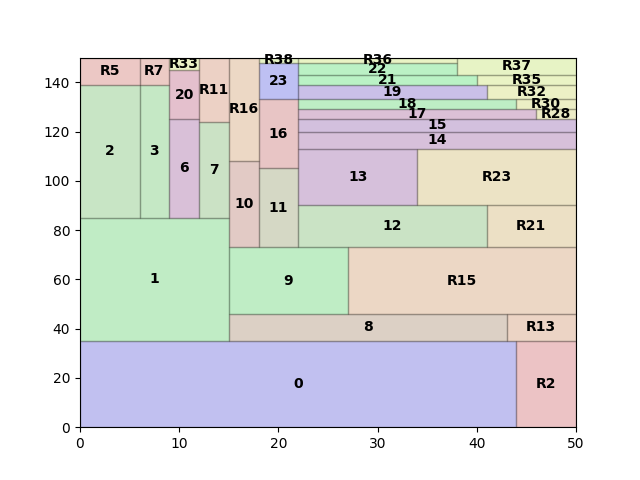 R38 R36
R33 22 R37
R5 R7 23 21 R35
140 20 R11 19 R32
R16 18 R30
17 R28
120 16 15
14
2 3 6 7
100 13 R23
10 11
80 12 R21
60 1 9 R15
40 8 R13
20 0 R2
0
0 10 20 30 40 50